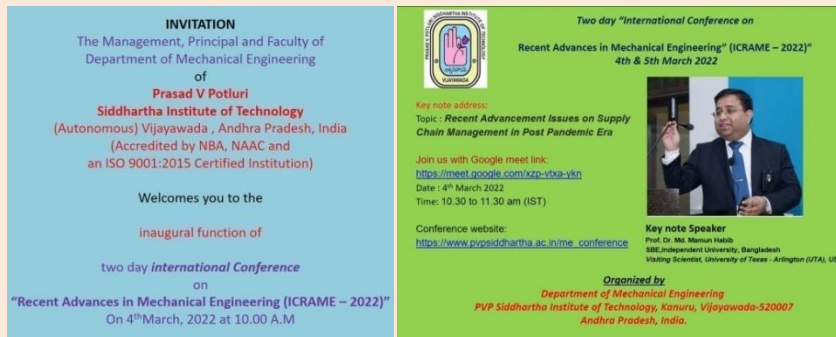 INVITATION
The Management, Principal and Faculty of
Department of Mechanical Engineering
of
Prasad V Potluri
Siddhartha Institute of Technology
(Autonomous) Vijayawada , Andhra Pradesh, India
(Accredited by NBA, NAAC and
an ISO 9001:2015 Certified Institution)
Welcomes you to the
inaugural function of
two day international Conference
on
“Recent Advances in Mechanical Engineering (ICRAME – 2022)”
On 4thMarch, 2022 at 10.00 A.M
PRASAD V. POTLURI SIDDHARTHA INSTITUTE OF TECHNOLOGY
VIJAYAWADA
Two day “International Conference on
Recent Advances in Mechanical Engineering” (ICRAME – 2022)”
4th & 5th March 2022
Key note address:
Topic : Recent Advancement Issues on Supply
Chain Management in Post Pandemic Era
Join us with Google meet link:
https://meet.google.com/xzp-vtxa-ykn
Date : 4th March 2022
Time: 10.30 to 11.30 am (IST)
Conference website:
https://www.pvpsiddhartha.ac.in/me_conference
Key note Speaker
Prof. Dr. Md. Mamun Habib
SBE,Independent University, Bangladesh
Visiting Scientist, University of Texas - Arlington (UTA), US
Organized by
Department of Mechanical Engineering
PVP Siddhartha Institute of Technology, Kanuru, Vijayawada-520007
Andhra Pradesh, India.